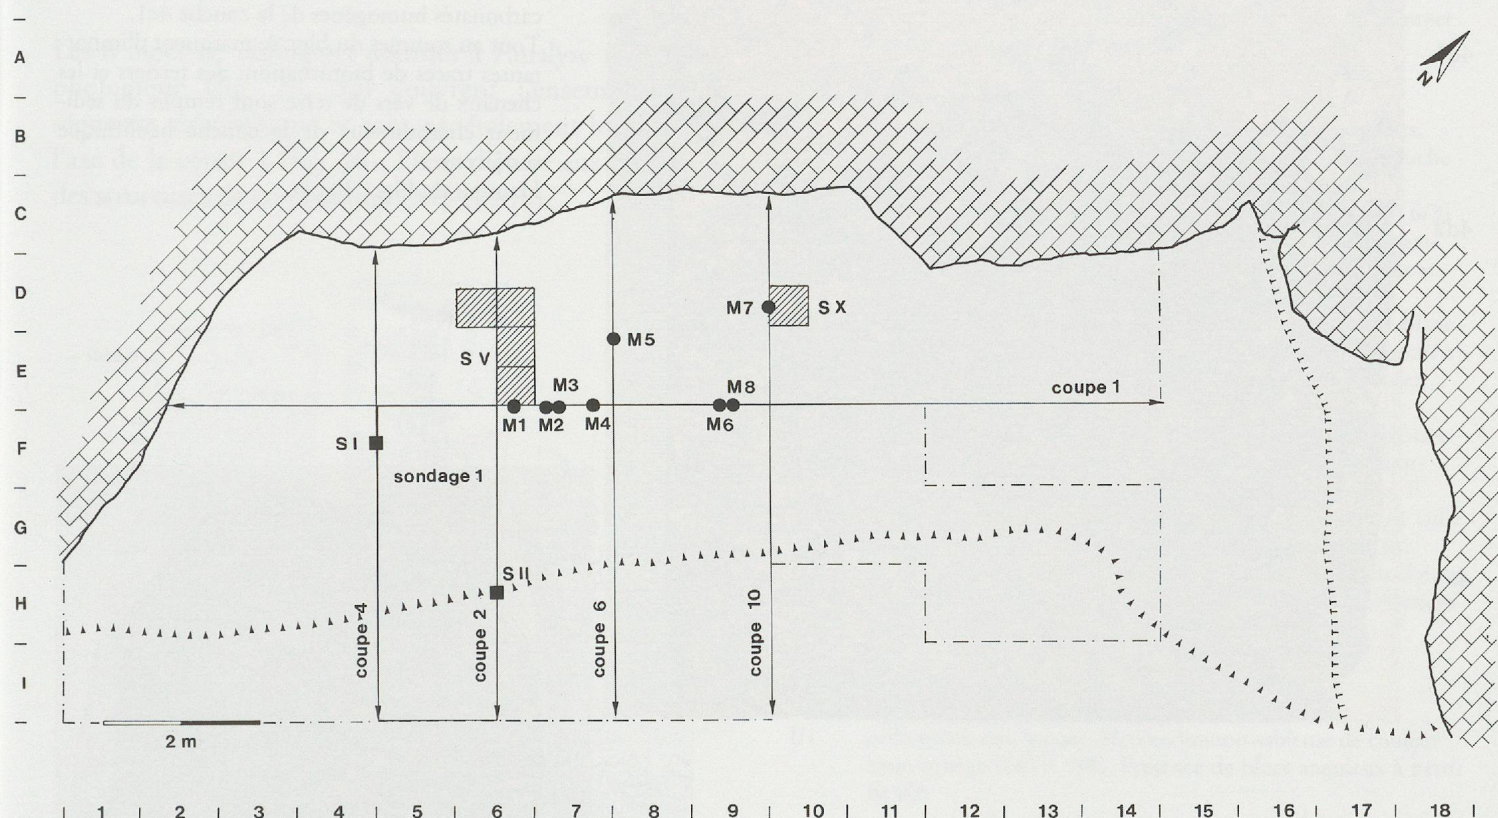 A
N
B
C
D
M7
S X
M5
S V
E
M3
M8
coupe 1
M1
M2
M4
M6
S I
F
sondage 1
G
S II
H
coupe 4
coupe 2
coupe 6
coupe 10
I
2 m
1 2 3 4 5 6 7 8 9 10 11 12 13 14 15 16 17 18